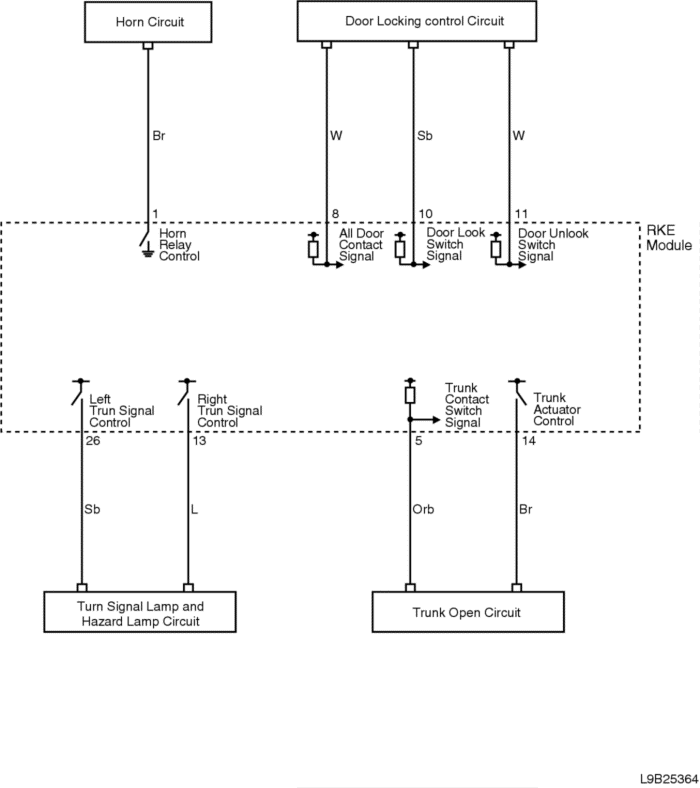 Horn Circuit
Door Locking control Circuit
Br
W
Sb
W
1
8
10
11
Horn
Relay
Control
All Door
Contact
Signal
Door Look
Switch
Signal
Door Unlook
Switch
Signal
RKE
Module
Left
Trun Signal
Control
Right
Trun Signal
Control
Trunk
Contact
Switch
Signal
Trunk
Actuator
Control
26
13
5
14
Sb
L
Orb
Br
Turn Signal Lamp and
Hazard Lamp Circuit
Trunk Open Circuit
L9B25364